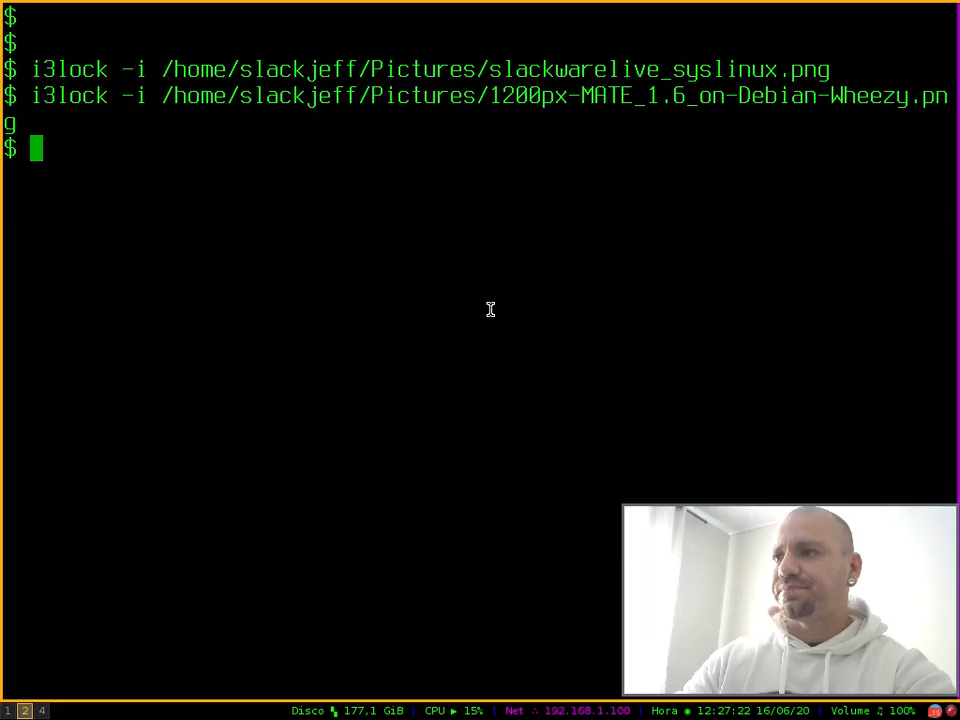 $
$
$ i3lock -i /home/slackjeff/Pictures/slackwarelive_syslinux.png
$ i3lock -i /home/slackjeff/Pictures/1200px-MATE_1.6_on-Debian-Wheezy.pn
g
$
1 2 4 Disco 177,1 GiB | CPU ▶ 15% | Net ∴ 192.168.1.100 | Hora ◉ 12:27:22 16/06/20 | Volume ♫ 100%